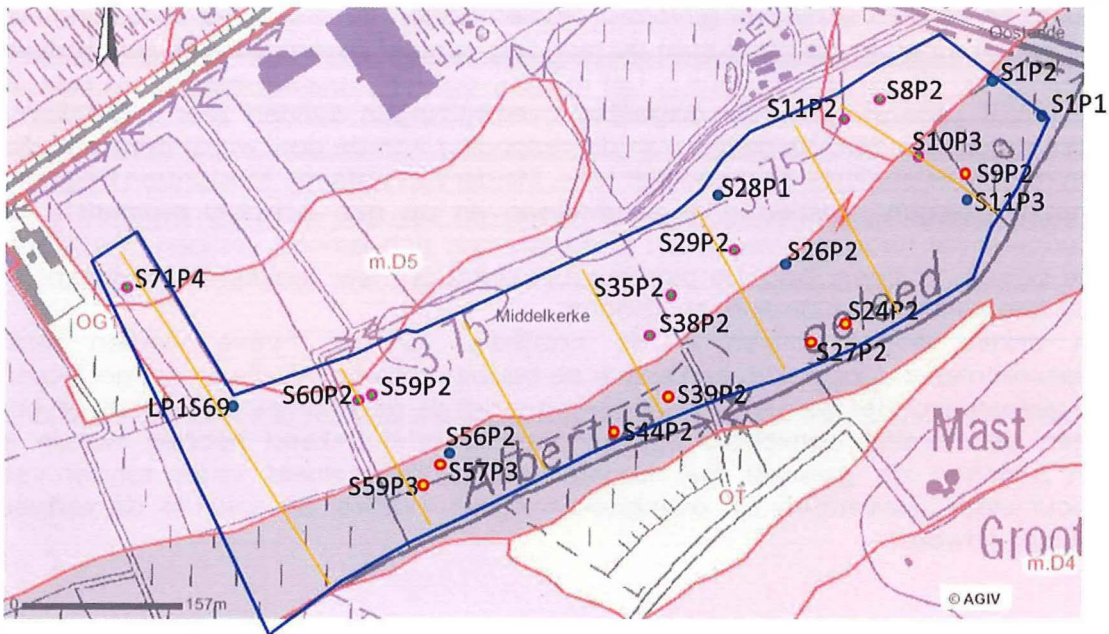 Oostende
S1P2
S8P2
S11P2
S1P1
S10P3
S9P2
S11P3
3.75
S28P1
S29P2
S26P2
m.D5
S71P4
OG1
S35P2
Middelkerke
geleed
S24P2
S38P2
3.75
S27P2
S60P2
S59P2
S39P2
LP1S69
S44P2
Mast
S56P2
Albertus
S57P3
S59P3
OT
Groot
m.D4
0
157m
© AGIV